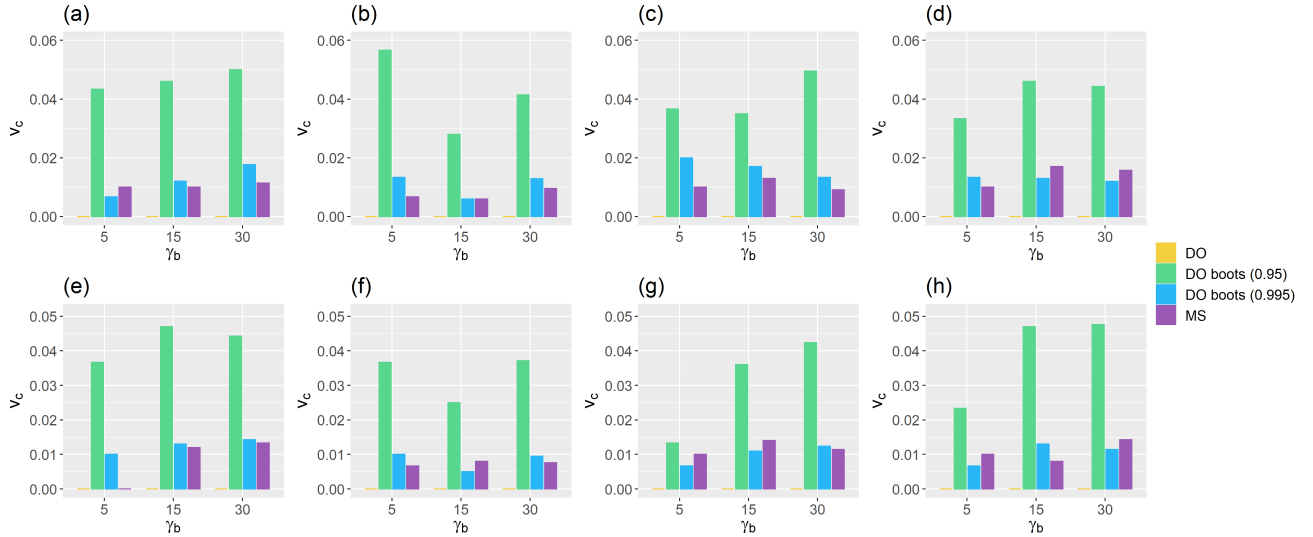 (a) (b) (c) (d)
0.06 0.06 0.06 0.06
0.04 0.04 0.04 0.04
0.02 0.02 0.02 0.02
0.00 0.00 0.00 0.00
v_c v_c v_c v_c
5 15 30 5 15 30 5 15 30 5 15 30
γ_b γ_b γ_b γ_b
DO
DO boots (0.95)
DO boots (0.995)
MS
(e) (f) (g) (h)
0.05 0.05 0.05 0.05
0.04 0.04 0.04 0.04
0.03 0.03 0.03 0.03
0.02 0.02 0.02 0.02
0.01 0.01 0.01 0.01
0.00 0.00 0.00 0.00
v_c v_c v_c v_c
5 15 30 5 15 30 5 15 30 5 15 30
γ_b γ_b γ_b γ_b